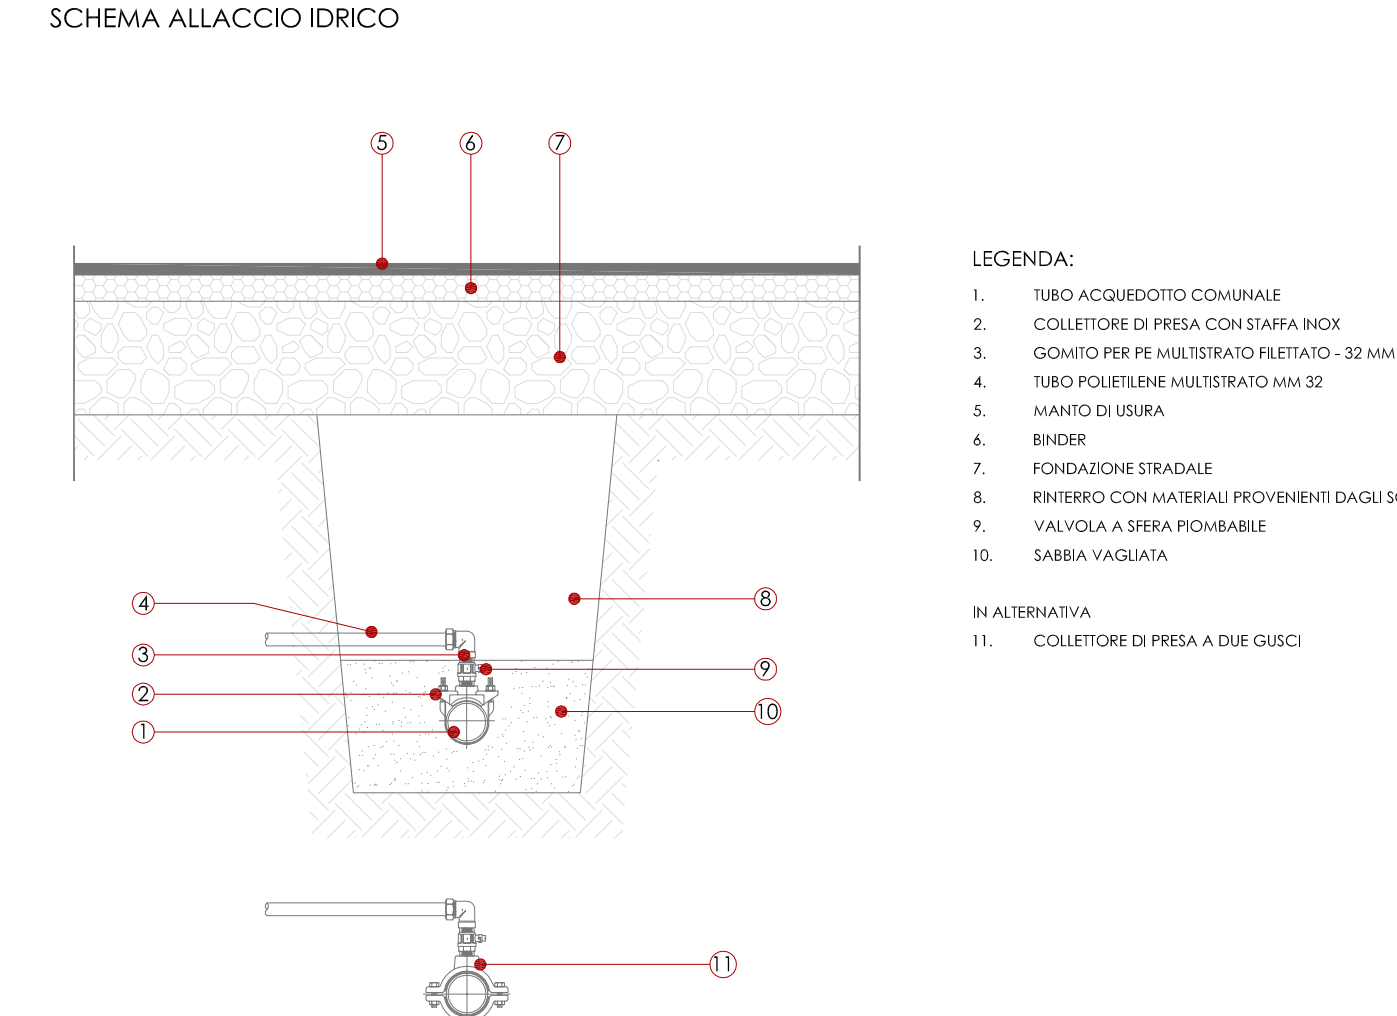 SCHEMA ALLACCIO IDRICO
5 6 7
LEGENDA:
1. TUBO ACQUEDOTTO COMUNALE
2. COLLETTORE DI PRESA CON STAFFA INOX
3. GOMITO PER PE MULTISTRATO FILETTATO - 32 MM
4. TUBO POLIETILENE MULTISTRATO MM 32
5. MANTO DI USURA
6. BINDER
7. FONDAZIONE STRADALE
8. RINTERRO CON MATERIALI PROVENIENTI DAGLI
9. VALVOLA A SFERA PIOMBABILE
10. SABBIA VAGLIATA
IN ALTERNATIVA
11. COLLETTORE DI PRESA A DUE GUSCI
4
8
3
9
2
10
1
11